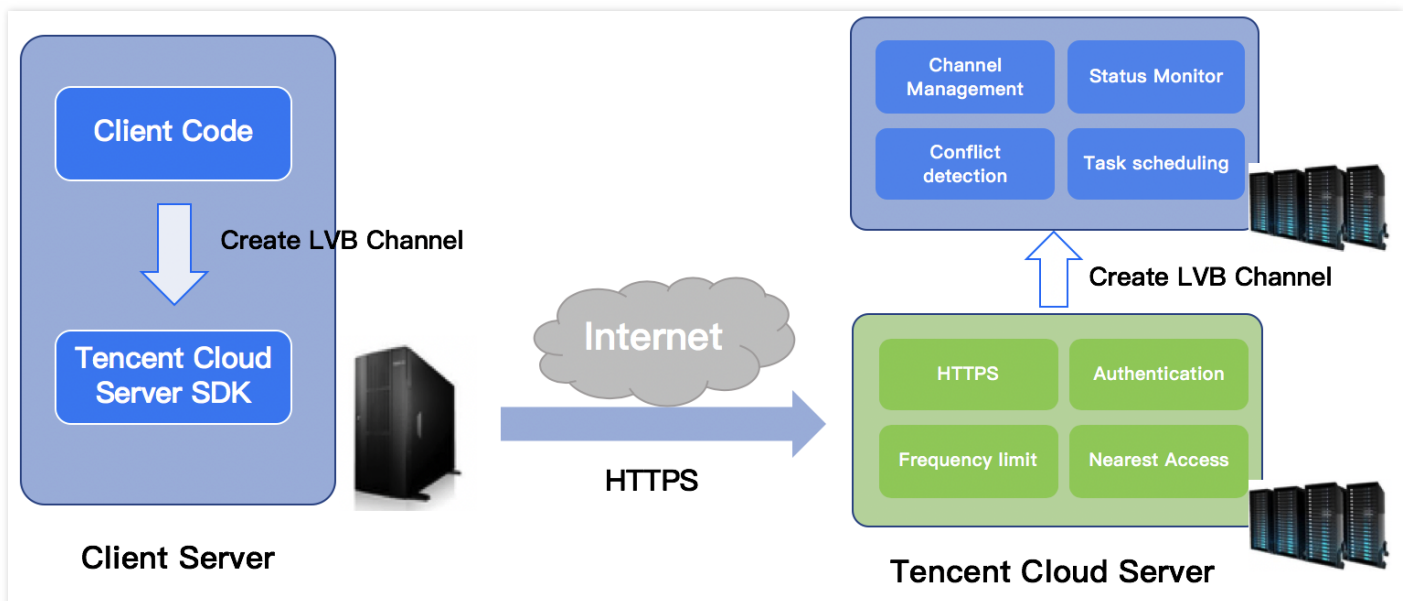 Client Code
Create LVB Channel
Tencent Cloud
Server SDK
Client Server
Internet
HTTPS
Channel
Management
Status Monitor
Conflict
detection
Task scheduling
Create LVB Channel
HTTPS
Authentication
Frequency limit
Nearest Access
Tencent Cloud Server